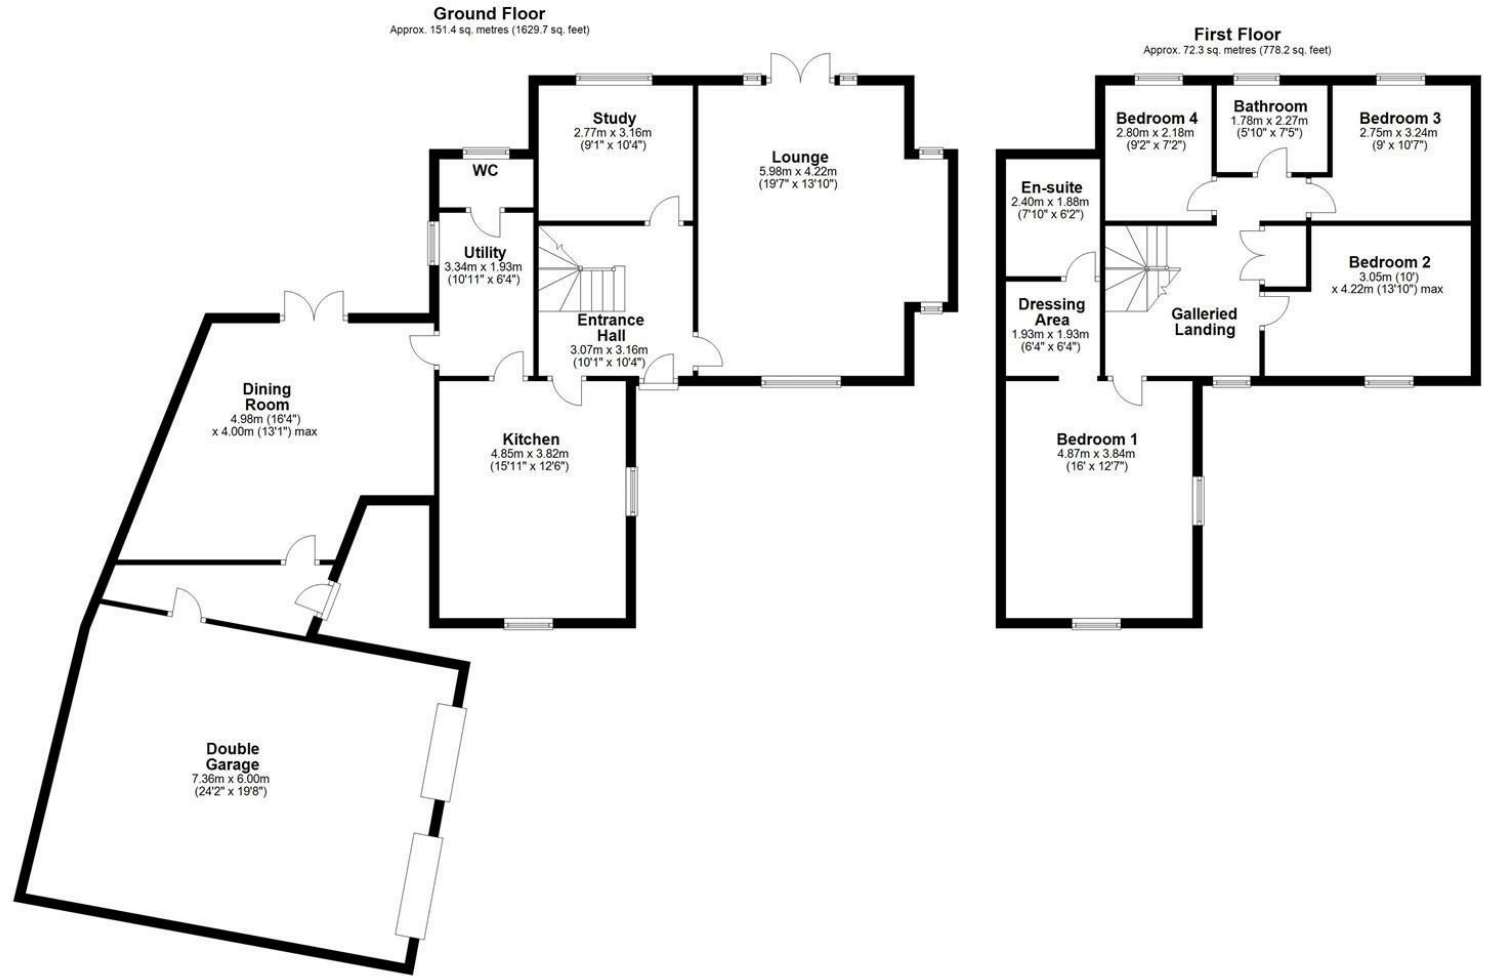 Ground Floor
Approx. 151.4 sq. metres (1629.7 sq. feet)
Study
2.77m x 3.16m
(9'1" x 10'4")
Lounge
5.98m x 4.22m
(19'7" x 13'10")
WC
Utility
3.34m x 1.93m
(10'11" x 6'4")
Entrance
Hall
3.07m x 3.16m
(10'1" x 10'4")
Dining
Room
4.98m (16'4")
x 4.00m (13'1") max
Kitchen
4.85m x 3.82m
(15'11" x 12'6")
Double
Garage
7.36m x 6.00m
(24'2" x 19'8")
First Floor
Approx. 72.3 sq. metres (778.2 sq. feet)
Bedroom 4
2.80m x 2.18m
(9'2" x 7'2")
Bathroom
1.78m x 2.27m
(5'10" x 7'5")
Bedroom 3
2.75m x 3.24m
(9' x 10'7")
En-suite
2.40m x 1.88m
(7'10" x 6'2")
Bedroom 2
3.05m (10')
x 4.22m (13'10") max
Dressing
Area
1.93m x 1.93m
(6'4" x 6'4")
Galleried
Landing
Bedroom 1
4.87m x 3.84m
(16' x 12'7")